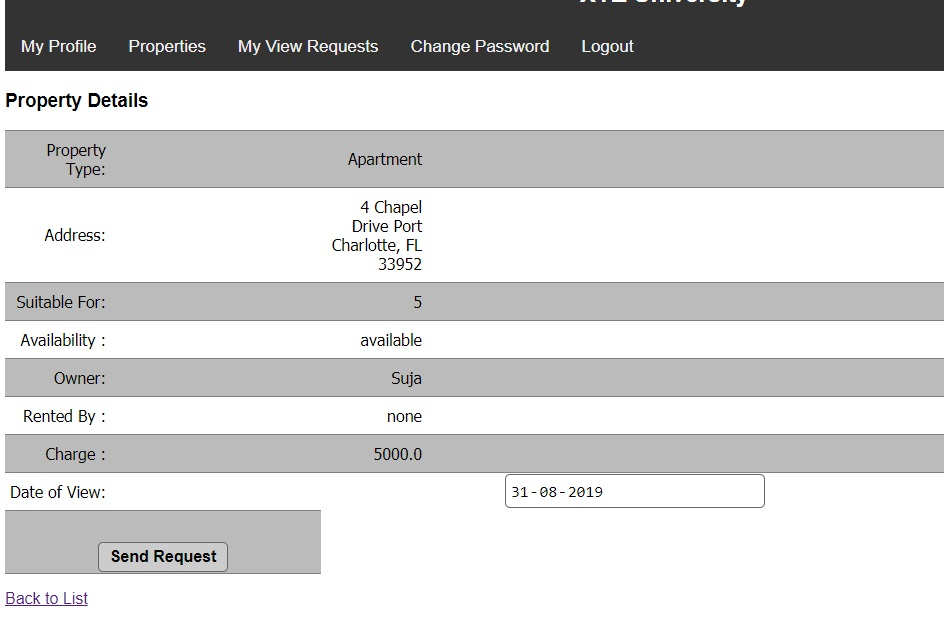 University
My Profile Properties My View Requests Change Password Logout
Property Details
Property
Type:
Apartment
Address:
4 Chapel
Drive Port
Charlotte, FL
33952
Suitable For: 5
Availability : available
Owner: Suja
Rented By : none
Charge : 5000.0
Date of View: 31-08-2019
Send Request
Back to List